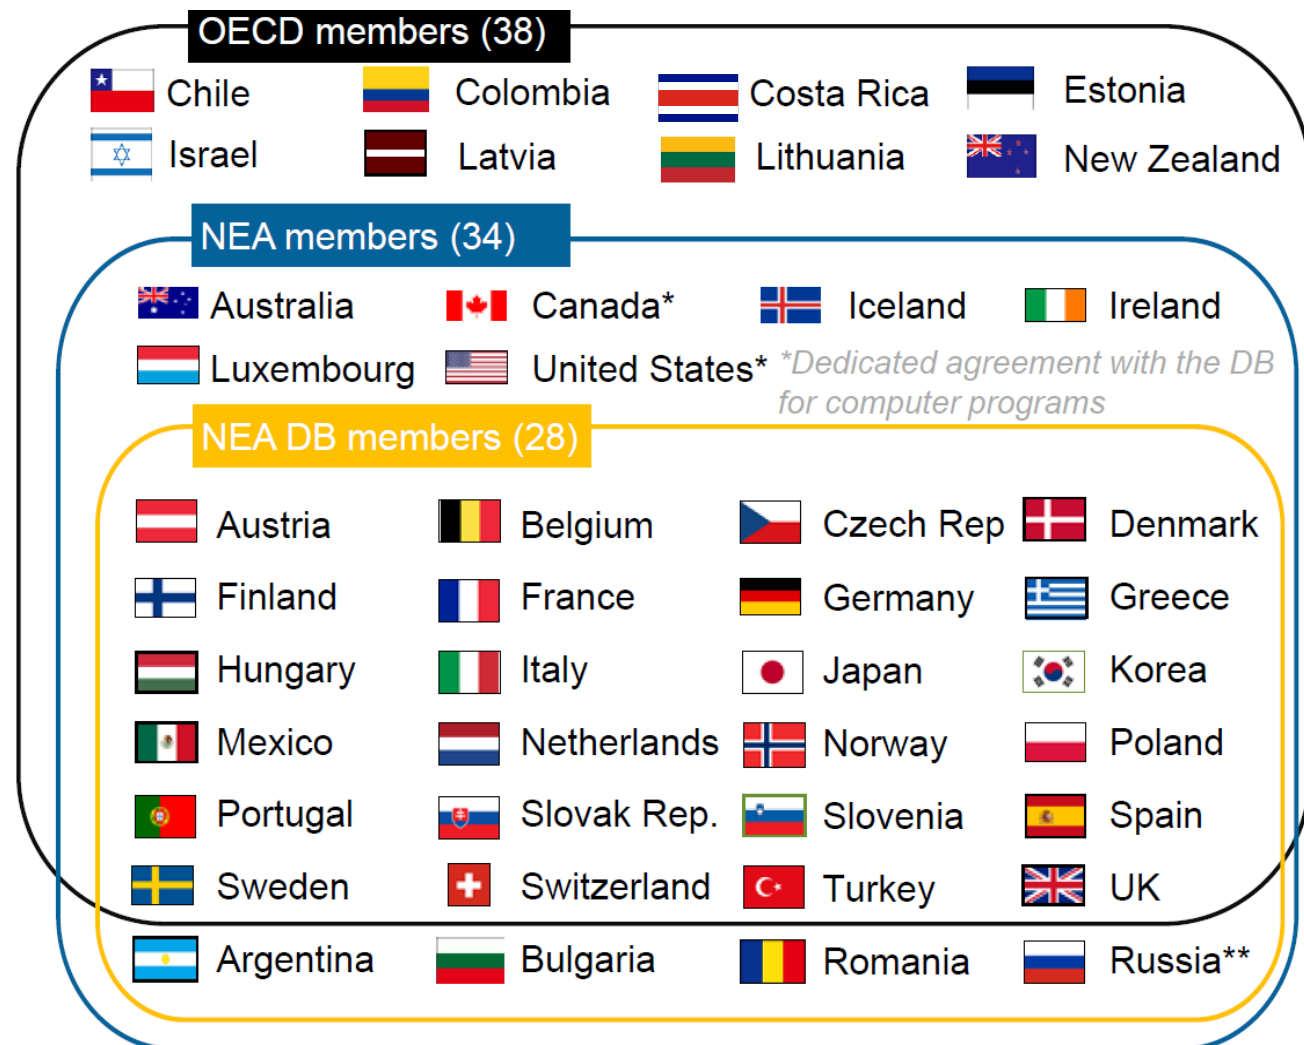 OECD members (38)
Chile Colombia Costa Rica Estonia
Israel Latvia Lithuania New Zealand
NEA members (34)
Australia Canada* Iceland Ireland
Luxembourg United States* *Dedicated agreement with the DB
for computer programs
NEA DB members (28)
Austria Belgium Czech Rep Denmark
Finland France Germany Greece
Hungary Italy Japan Korea
Mexico Netherlands Norway Poland
Portugal Slovak Rep. Slovenia Spain
Sweden Switzerland Turkey UK
Argentina Bulgaria Romania Russia**